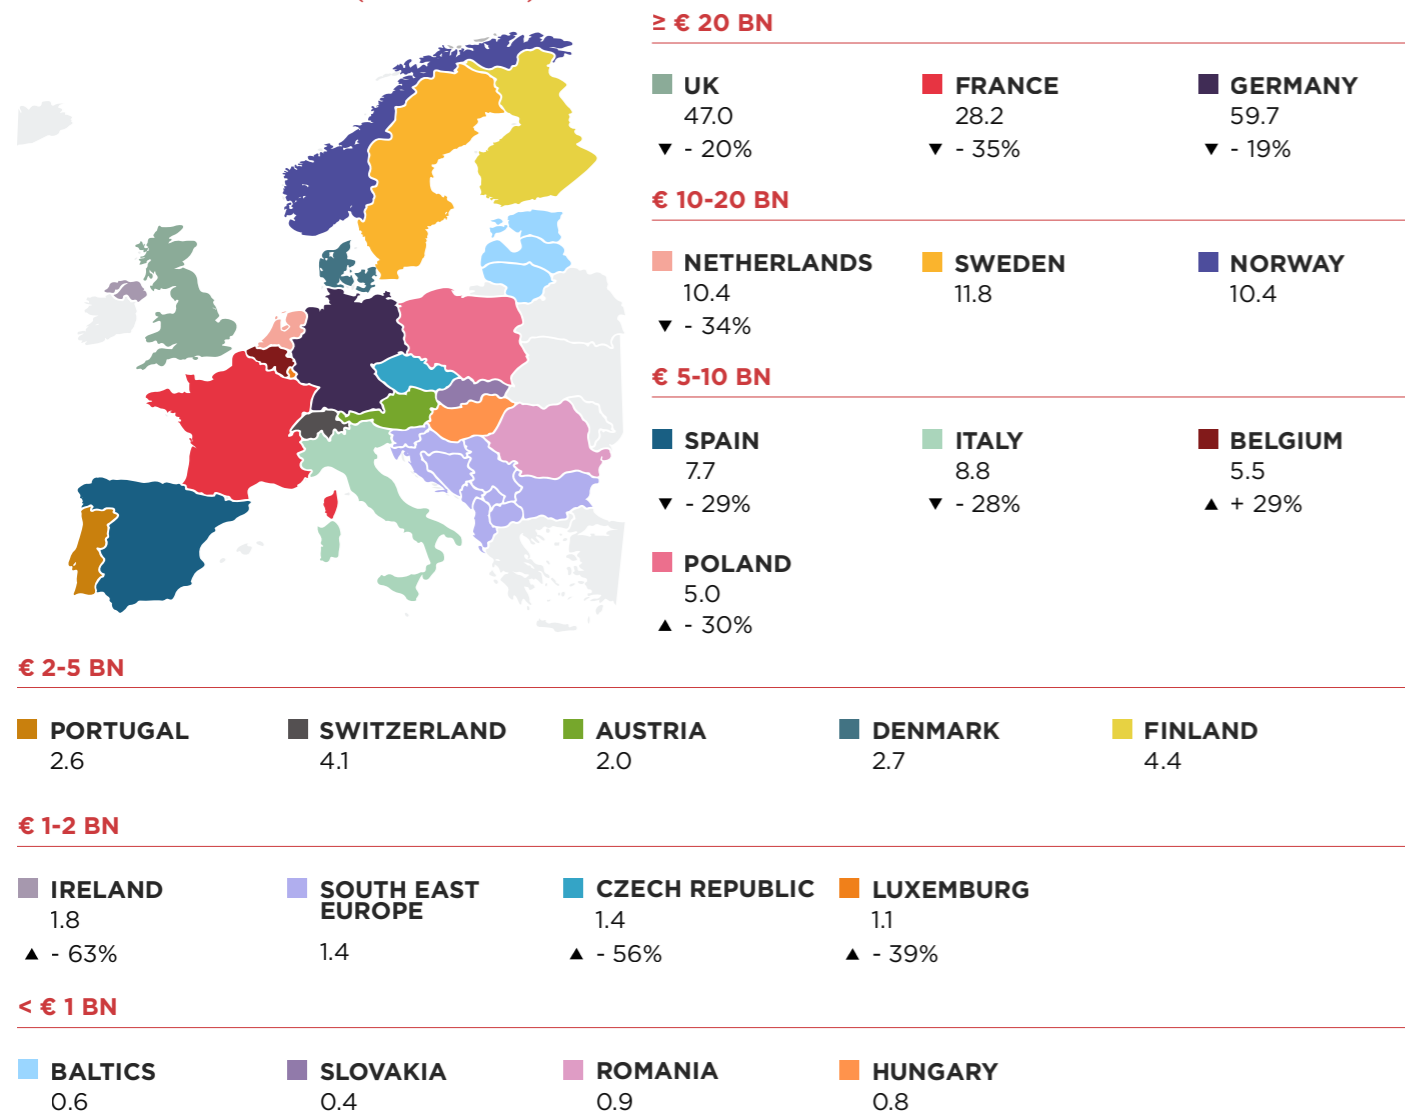 ≥ € 20 BN
UK
47.0
▼ - 20%
FRANCE
28.2
▼ - 35%
GERMANY
59.7
▼ - 19%
€ 10-20 BN
NETHERLANDS
10.4
▼ - 34%
SWEDEN
11.8
NORWAY
10.4
€ 5-10 BN
SPAIN
7.7
▼ - 29%
ITALY
8.8
▼ - 28%
BELGIUM
5.5
▲ + 29%
POLAND
5.0
▲ - 30%
€ 2-5 BN
PORTUGAL
2.6
SWITZERLAND
4.1
AUSTRIA
2.0
DENMARK
2.7
FINLAND
4.4
€ 1-2 BN
IRELAND
1.8
▲ - 63%
SOUTH EAST
EUROPE
1.4
CZECH REPUBLIC
1.4
▲ - 56%
LUXEMBURG
1.1
▲ - 39%
< € 1 BN
BALTICS
0.6
SLOVAKIA
0.4
ROMANIA
0.9
HUNGARY
0.8